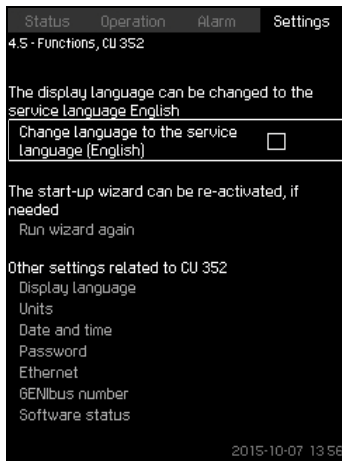 Status Operation Alarm Settings
4.5 - Functions, CU 352
The display language can be changed to the
service language English
Change language to the service
language (English)
The start-up wizard can be re-activated, if
needed
Run wizard again
Other settings related to CU 352
Display language
Units
Date and time
Password
Ethernet
GENIbus number
Software status
2015-10-07 13:56